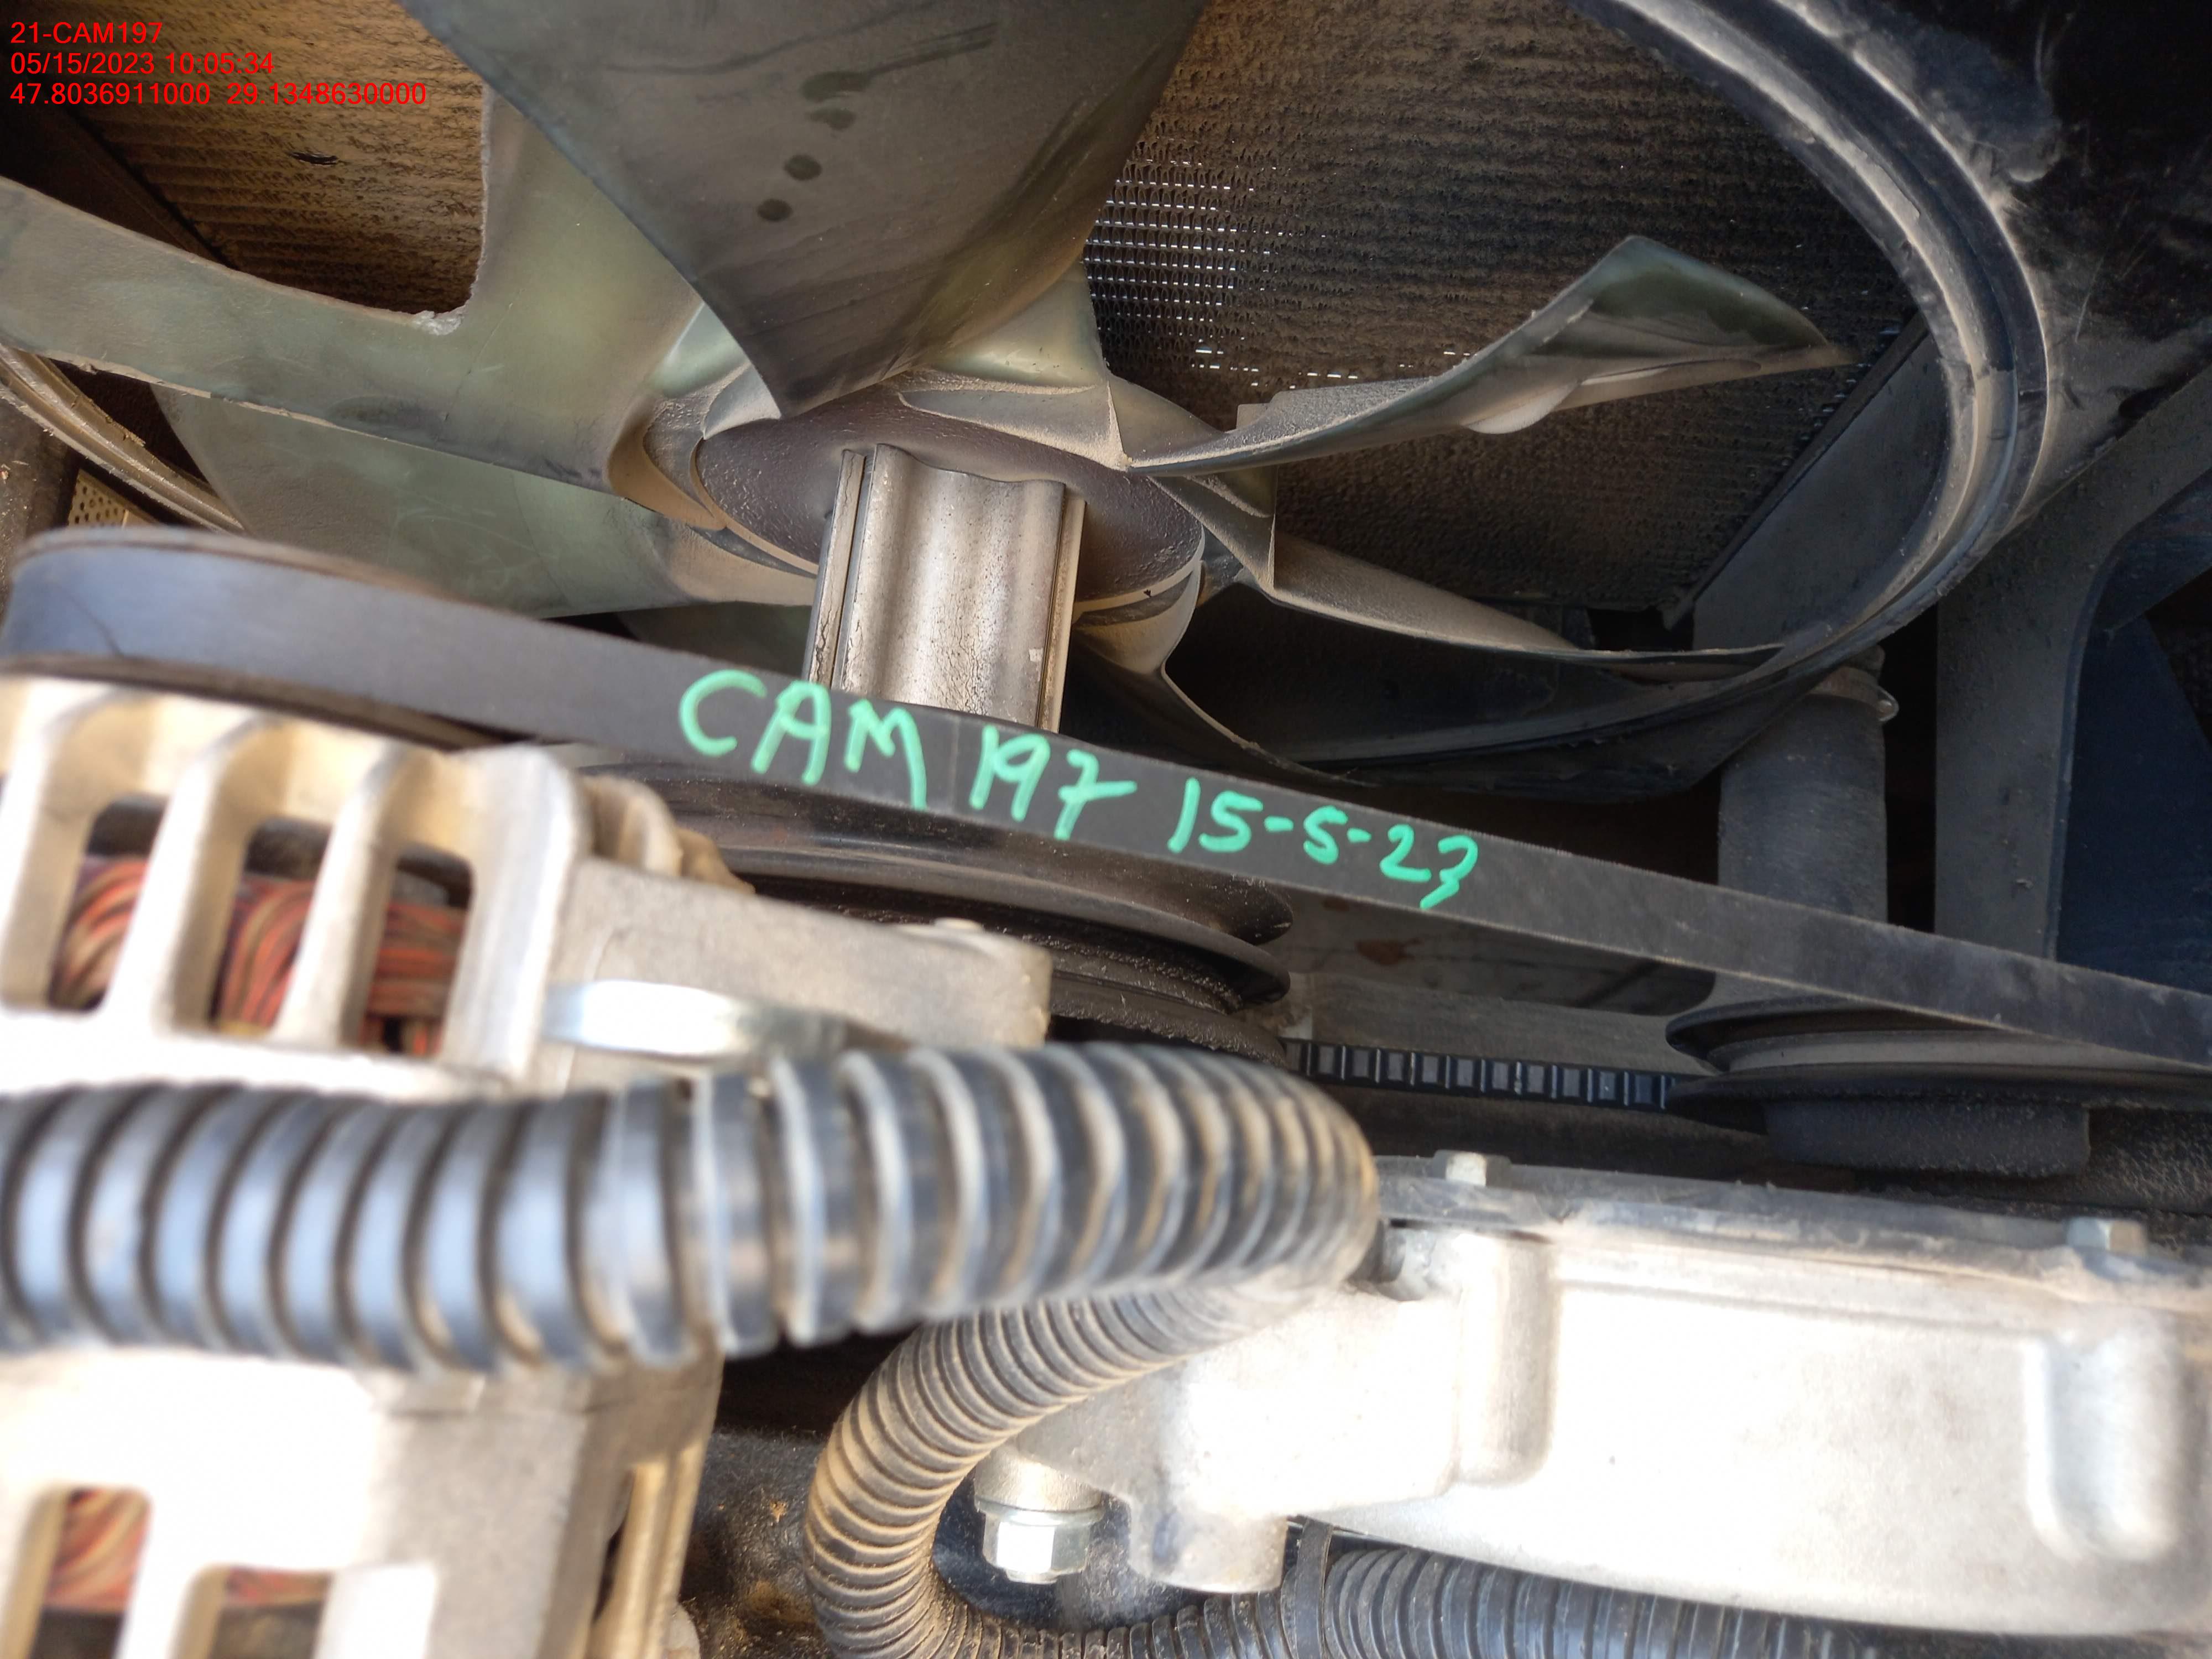 21-CAM197
05/15/2023 10:05:34
47.8036911000 29.1348630000
CAM 197 15-5-23